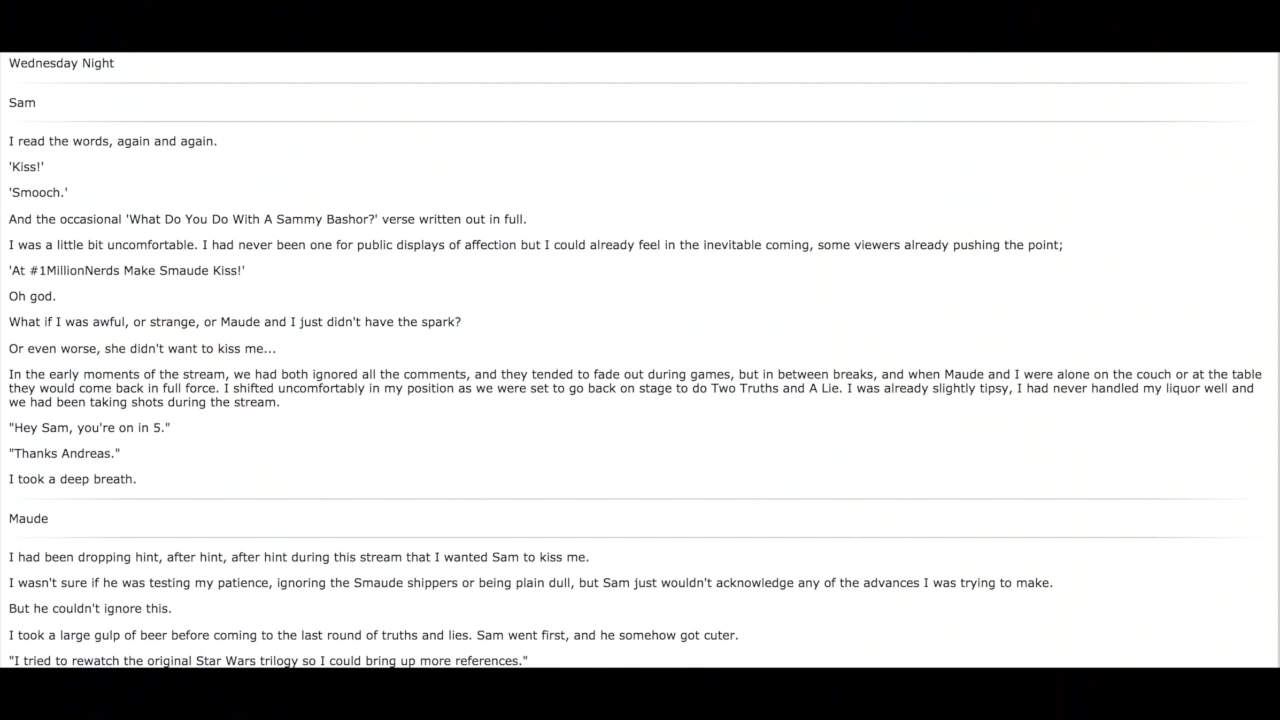 Wednesday Night
Sam
I read the words, again and again.
'Kiss!'
'Smooch.'
And the occasional 'What Do You Do With A Sammy Bashor?' verse written out in full.
I was a little bit uncomfortable. I had never been one for public displays of affection but I could already feel in the inevitable coming, some viewers already pushing the point;
'At #1MillionNerds Make Smaude Kiss!'
Oh god.
What if I was awful, or strange, or Maude and I just didn't have the spark?
Or even worse, she didn't want to kiss me...
In the early moments of the stream, we had both ignored all the comments, and they tended to fade out during games, but in between breaks, and when Maude and I were alone on the couch or at the table
they would come back in full force. I shifted uncomfortably in my position as we were set to go back on stage to do Two Truths and A Lie. I was already slightly tipsy, I had never handled my liquor well and
we had been taking shots during the stream.
"Hey Sam, you're on in 5."
"Thanks Andreas."
I took a deep breath.
Maude
I had been dropping hint, after hint, after hint during this stream that I wanted Sam to kiss me.
I wasn't sure if he was testing my patience, ignoring the Smaude shippers or being plain dull, but Sam just wouldn't acknowledge any of the advances I was trying to make.
But he couldn't ignore this.
I took a large gulp of beer before coming to the last round of truths and lies. Sam went first, and he somehow got cuter.
"I tried to rewatch the original Star Wars trilogy so I could bring up more references."